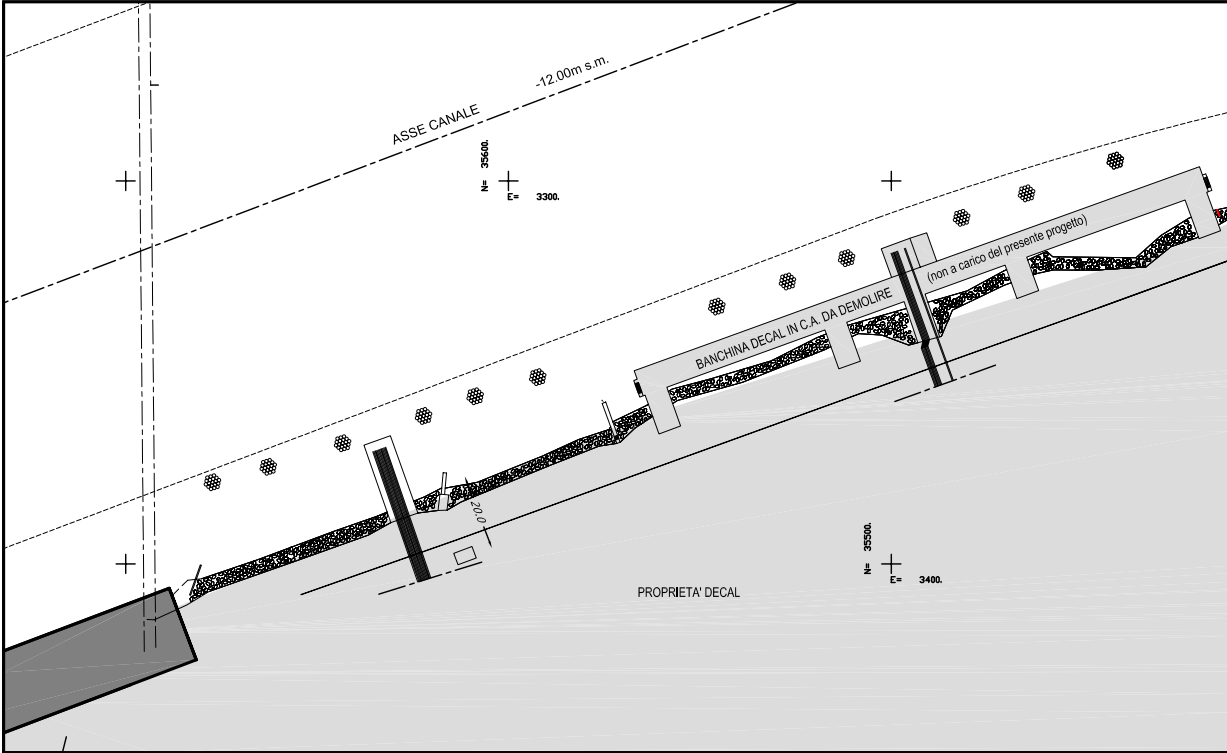 -12.00m s.m.
ASSE CANALE
N= 35600.
E= 3300.
(non a carico del presente progetto)
BANCHINA DECAL IN C.A. DA DEMOLIRE
20.0
N= 35500.
E= 3400.
PROPRIETA' DECAL